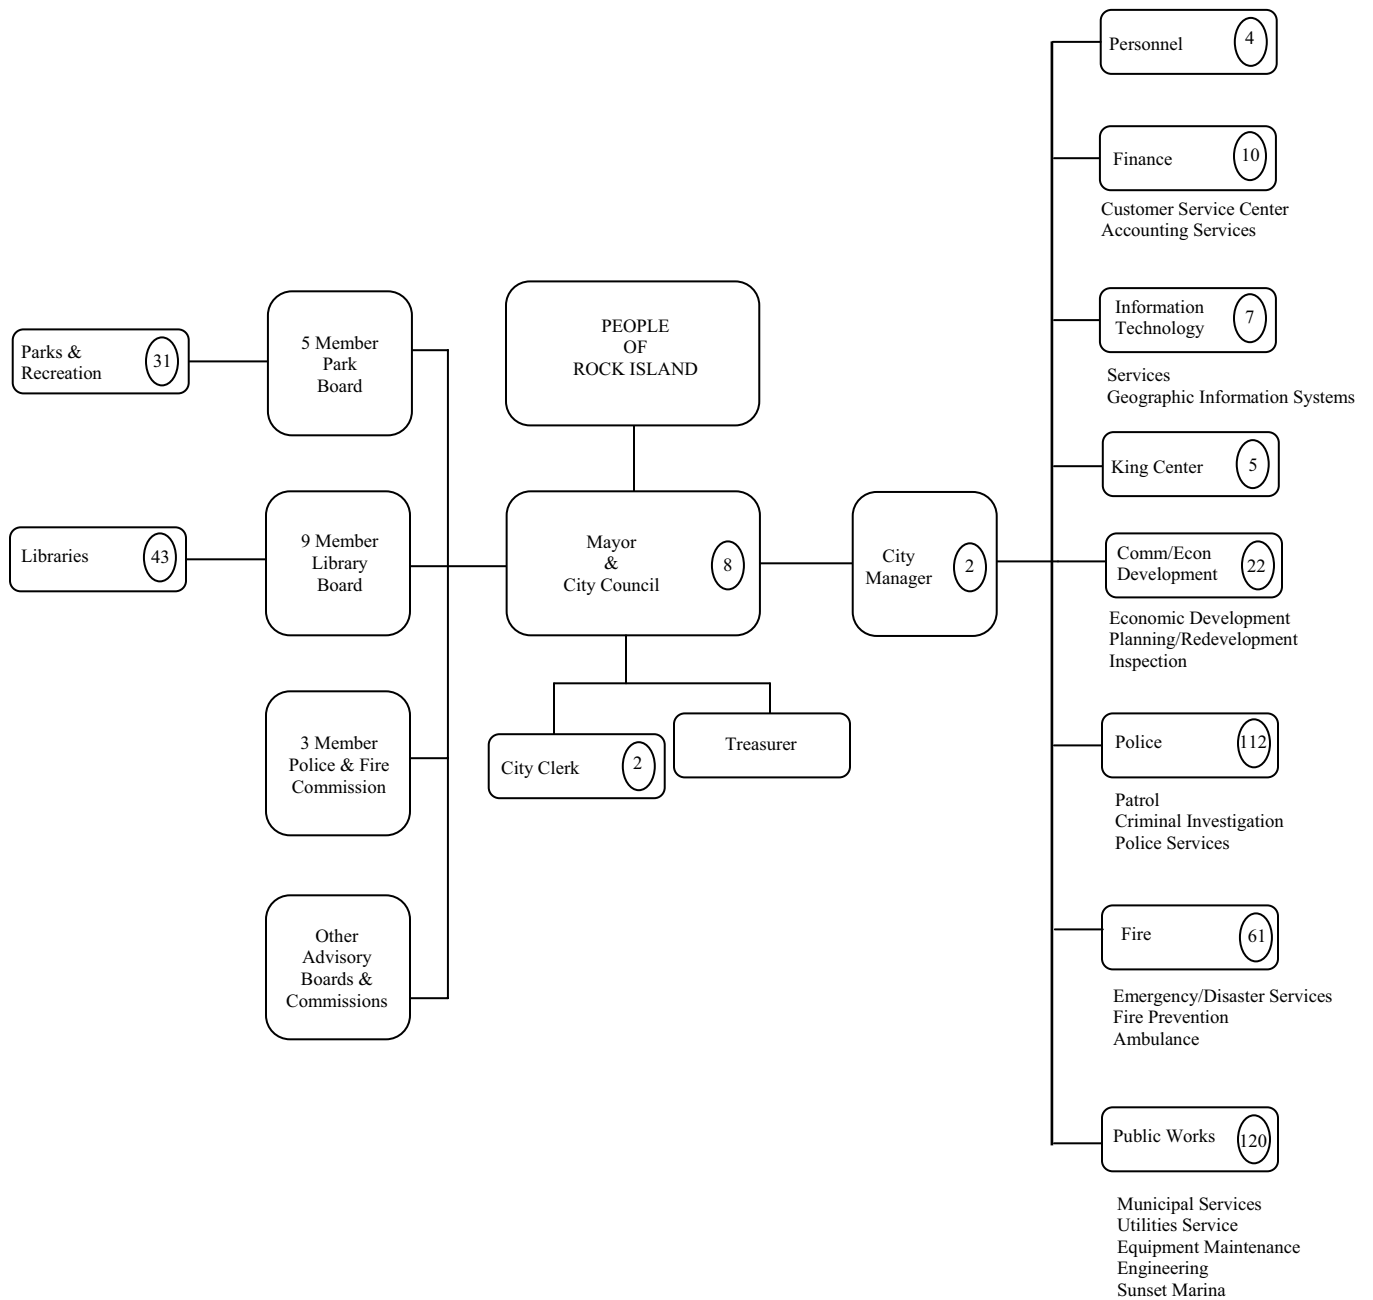 Personnel
4
Finance
10
Customer Service Center
Accounting Services
Information
Technology
7
Services
Geographic Information Systems
King Center
5
Comm/Econ
Development
22
Economic Development
Planning/Redevelopment
Inspection
Police
112
Patrol
Criminal Investigation
Police Services
Fire
61
Emergency/Disaster Services
Fire Prevention
Ambulance
Public Works
120
Municipal Services
Utilities Service
Equipment Maintenance
Engineering
Sunset Marina
PEOPLE
OF
ROCK ISLAND
Mayor
&
City Council
8
City
Manager
2
City Clerk
2
Treasurer
5 Member
Park
Board
Parks &
Recreation
31
9 Member
Library
Board
Libraries
43
3 Member
Police & Fire
Commission
Other
Advisory
Boards &
Commissions